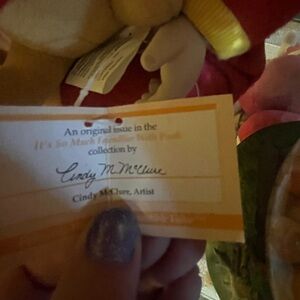 An original issue in the
It's So Much Friendlier With Pooh
collection by
Cindy M. McClure
Cindy McClure, Artist